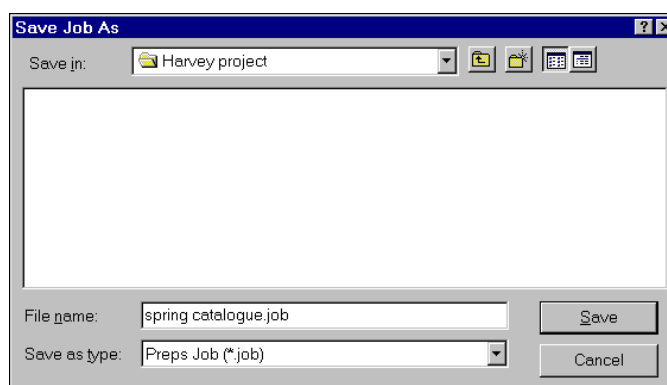 Save Job As
Save in: Harvey project
File name: spring catalogue.job Save
Save as type: Preps Job (*.job) Cancel